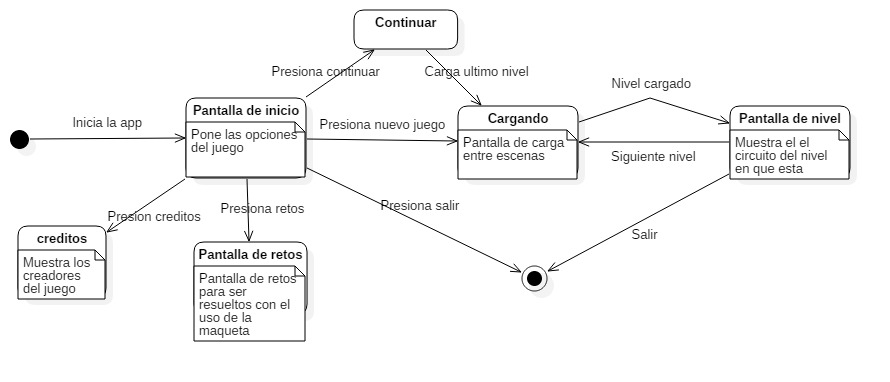 Continuar
Presiona continuar
Carga ultimo nivel
Nivel cargado
Inicia la app
Pantalla de inicio
Pone las opciones
del juego
Presiona nuevo juego
Cargando
Pantalla de carga
entre escenas
Pantalla de nivel
Muestra el el
circuito del nivel
en que esta
Siguiente nivel
Presion creditos
Presiona retos
Presiona salir
Salir
creditos
Muestra los
creadores
del juego
Pantalla de retos
Pantalla de retos
para ser
resueltos con el
uso de la
maqueta